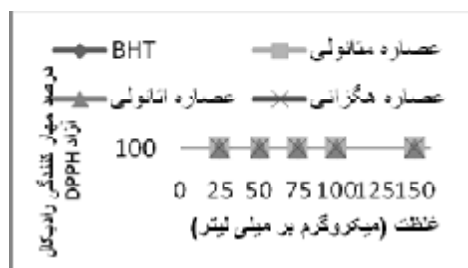 BHT
عصاره متانولی
عصاره اتانولی
عصاره هگزانی
درصد مهار کنندگی رادیکال
آزاد DPPH
100
0 25 50 75 100 125 150
غلظت (میکروگرم بر میلی لیتر)